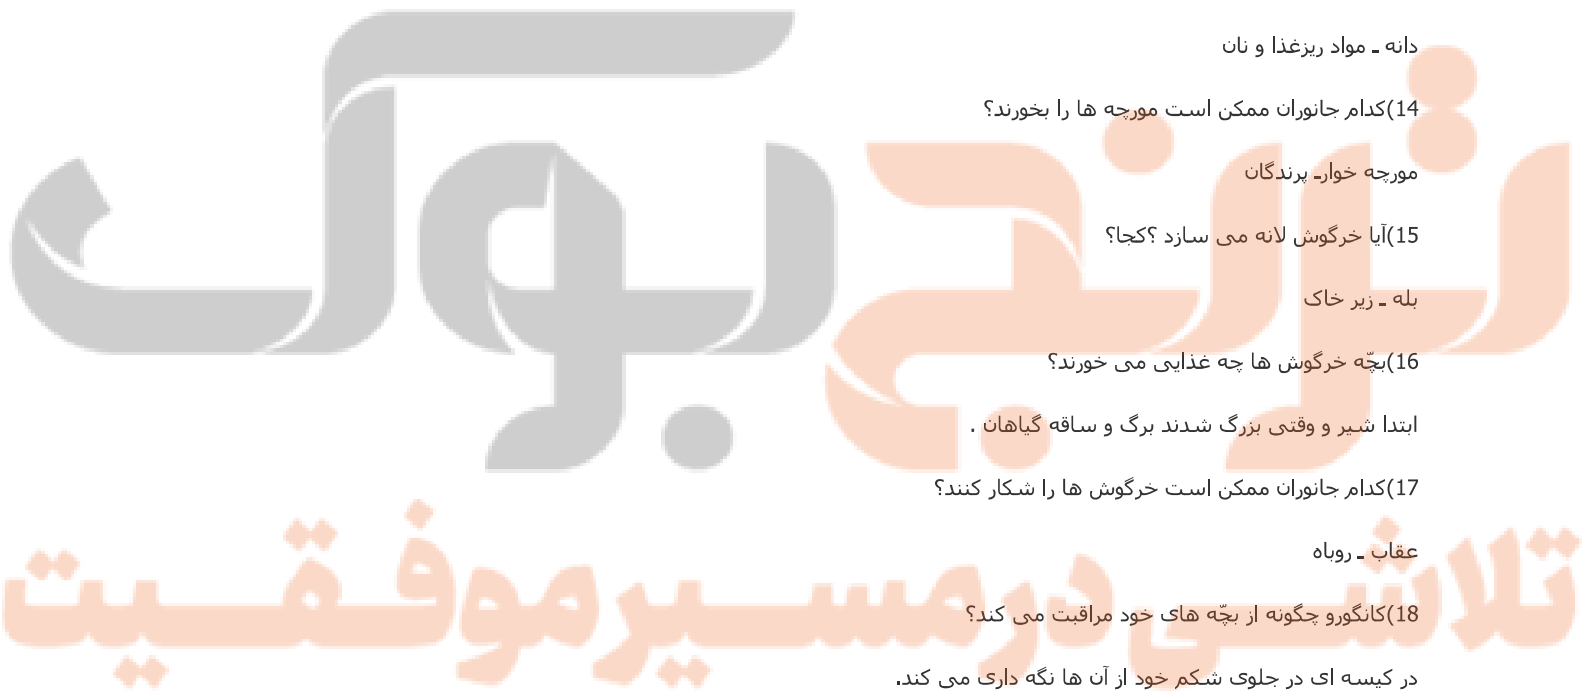 دانه ـ مواد ریزغذا و نان
14)کدام جانوران ممکن است مورچه ها را بخورند؟
مورچه خوارـ پرندگان
15)آیا خرگوش لانه می سازد ؟کجا؟
بله ـ زیر خاک
16)بچّه خرگوش ها چه غذایی می خورند؟
ابتدا شیر و وقتی بزرگ شدند برگ و ساقه گیاهان .
17)کدام جانوران ممکن است خرگوش ها را شکار کنند؟
عقاب ـ روباه
18)کانگورو چگونه از بچّه های خود مراقبت می کند؟
در کیسه ای در جلوی شکم خود از آن ها نگه داری می کند.
ترنج بوک
تلاشی در مسیر موفقیت